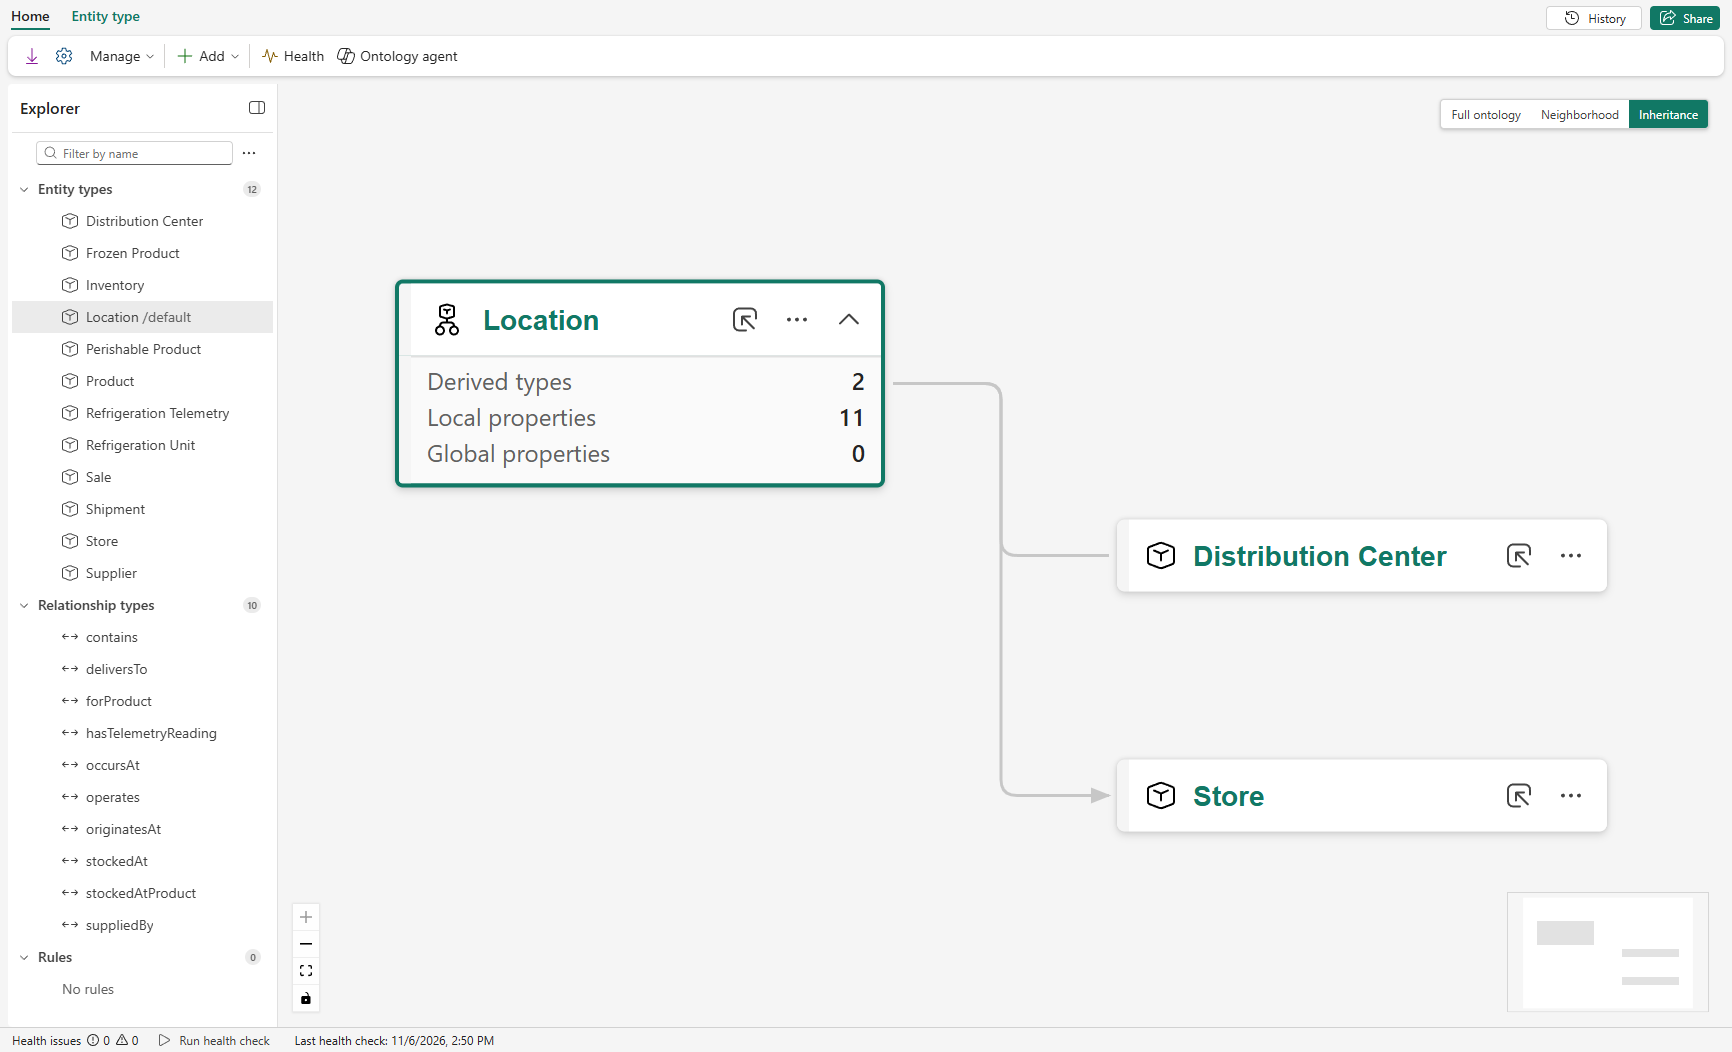 Home Entity type
History Share
Manage Add Health Ontology agent
Explorer
Filter by name
Entity types 12
Distribution Center
Frozen Product
Inventory
Location /default
Perishable Product
Product
Refrigeration Telemetry
Refrigeration Unit
Sale
Shipment
Store
Supplier
Relationship types 10
contains
deliversTo
forProduct
hasTelemetryReading
occursAt
operates
originatesAt
stockedAt
stockedAtProduct
suppliedBy
Rules 0
No rules
Full ontology Neighborhood Inheritance
Location
Derived types 2
Local properties 11
Global properties 0
Distribution Center
Store
Health issues 0 0 Run health check Last health check: 11/6/2026, 2:50 PM